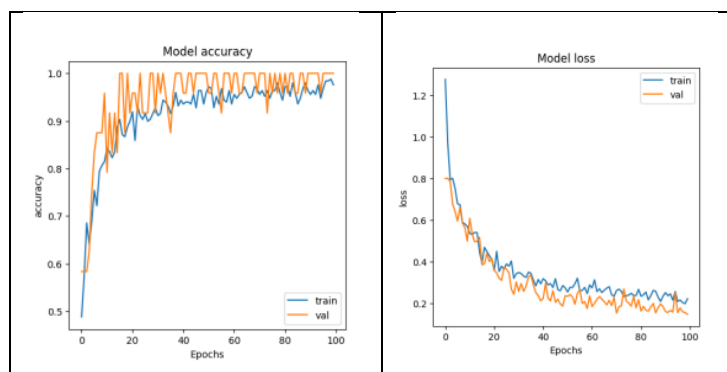 Model accuracy
1.0
0.9
0.8
0.7
0.6
0.5
accuracy
0 20 40 60 80 100
Epochs
train
val
Model loss
1.2
1.0
0.8
0.6
0.4
0.2
loss
0 20 40 60 80 100
Epochs
train
val